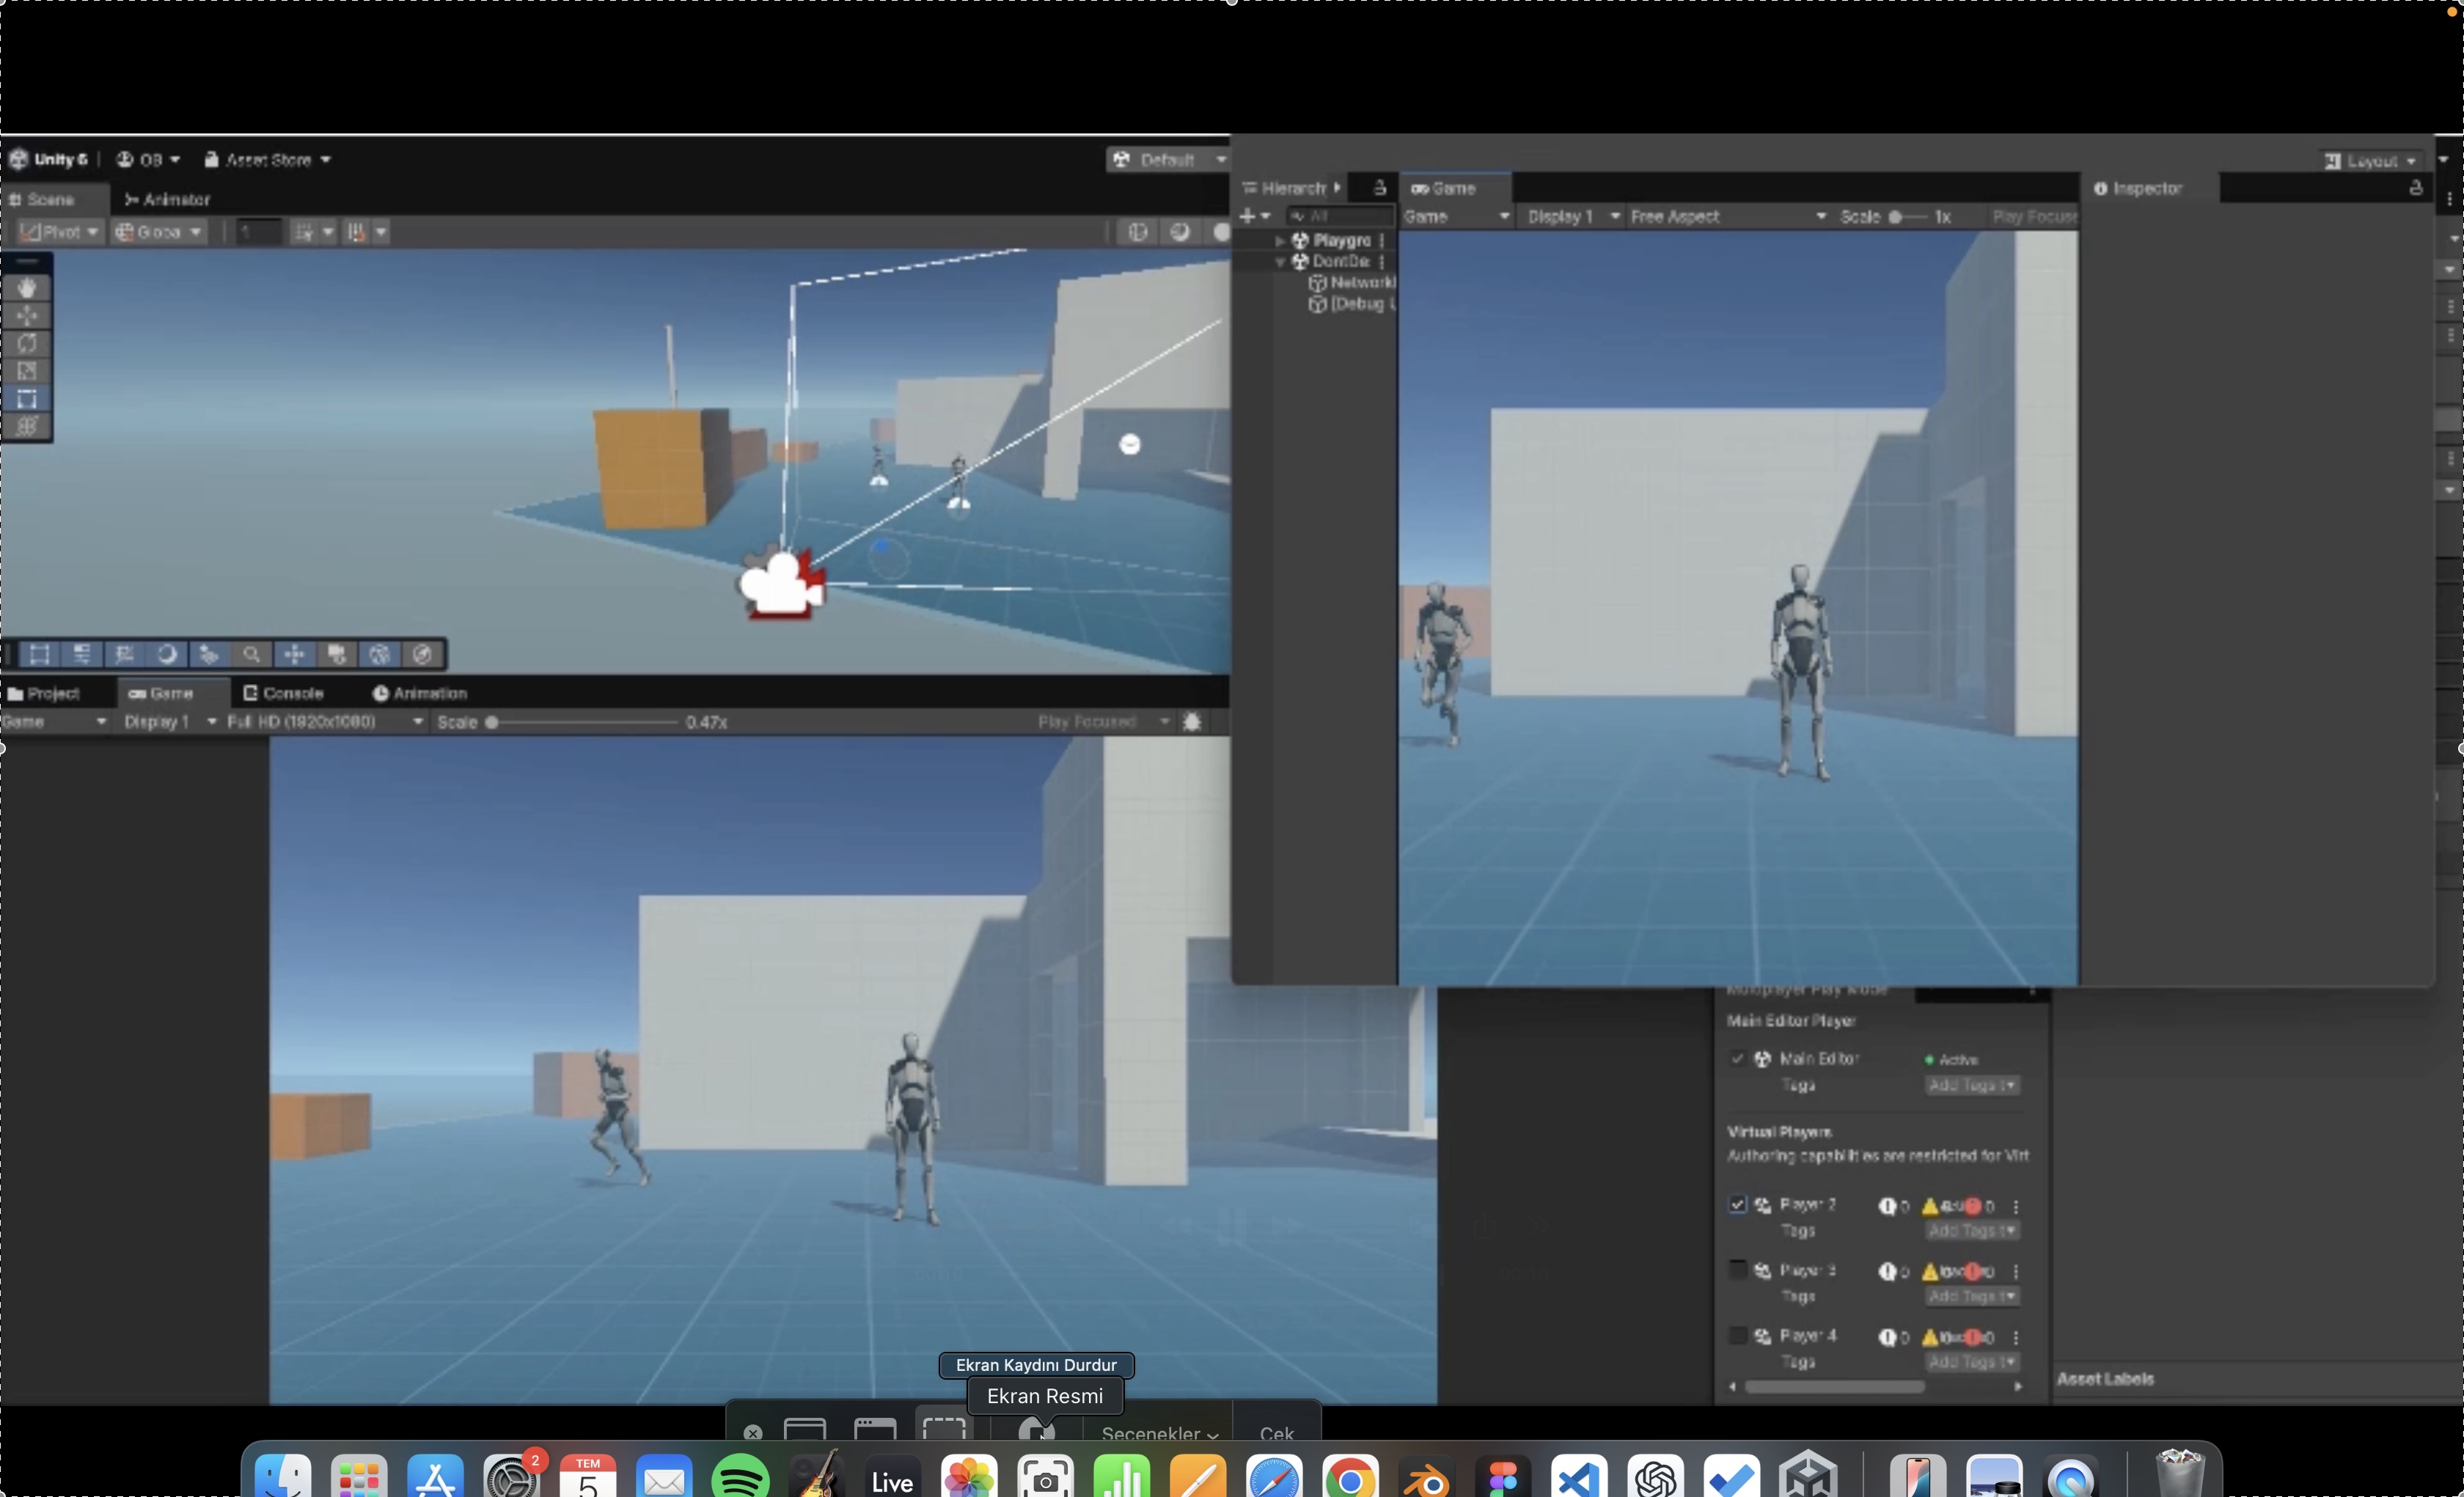 Unity 6 OB Asset Store Default
Scene Animator
Pivot Global 1
Layout
Hierarchy Game Inspector
All Game Display 1 Free Aspect Scale 1x Play Focuse
Playgro
DontDe
Network
[Debug U
Project Game Console Animation
Game Display 1 Full HD (1920x1080) Scale 0.47x Play Focused
Multiplayer Play Mode
Main Editor Player
Main Editor Active
Tags Add Tags t
Virtual Players
Authoring capabilities are restricted for Virt
Player 2 0 0
Tags Add Tags t
Player 3 0 0
Tags Add Tags t
Player 4 0 0
Tags Add Tags t
Asset Labels
Ekran Kaydını Durdur
Ekran Resmi
Seçenekler Çek
2
TEM
5
Live